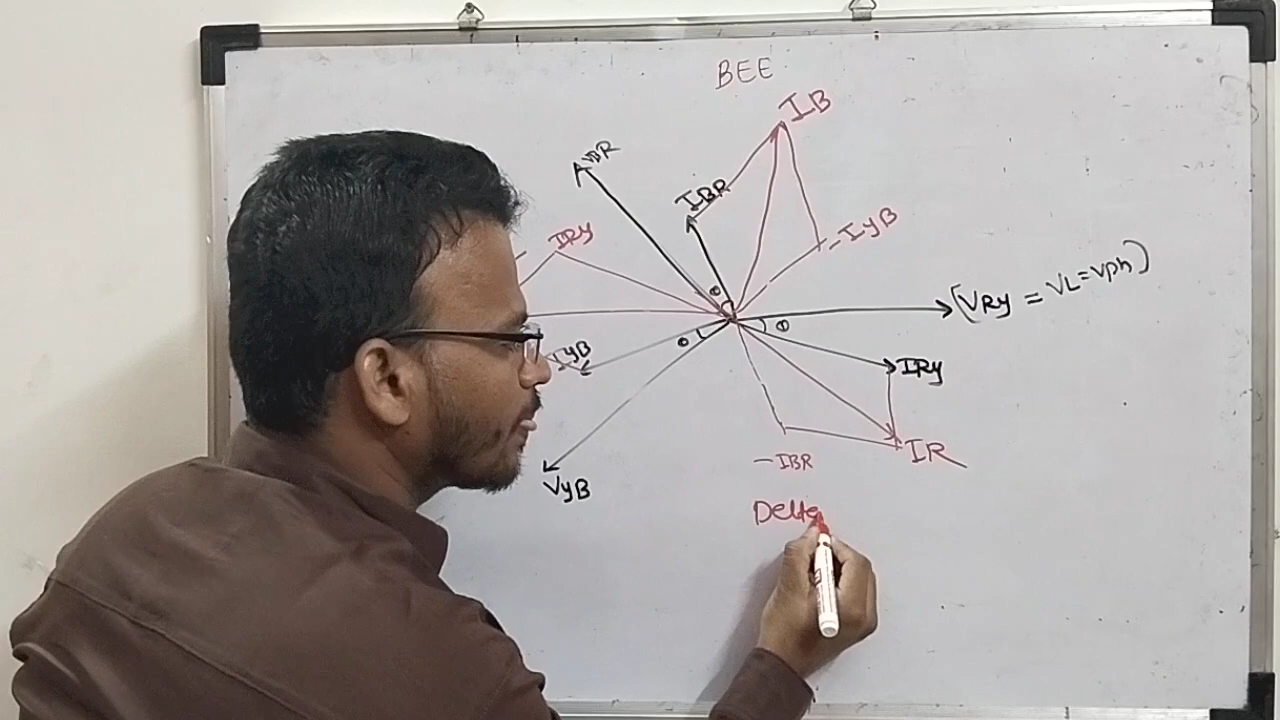 BEE
IB
VBR
IBR
IRY
-IYB
(VRY = VL=Vph)
θ
θ
θ
IYB
IRY
IR
-IBR
VYB
Delta